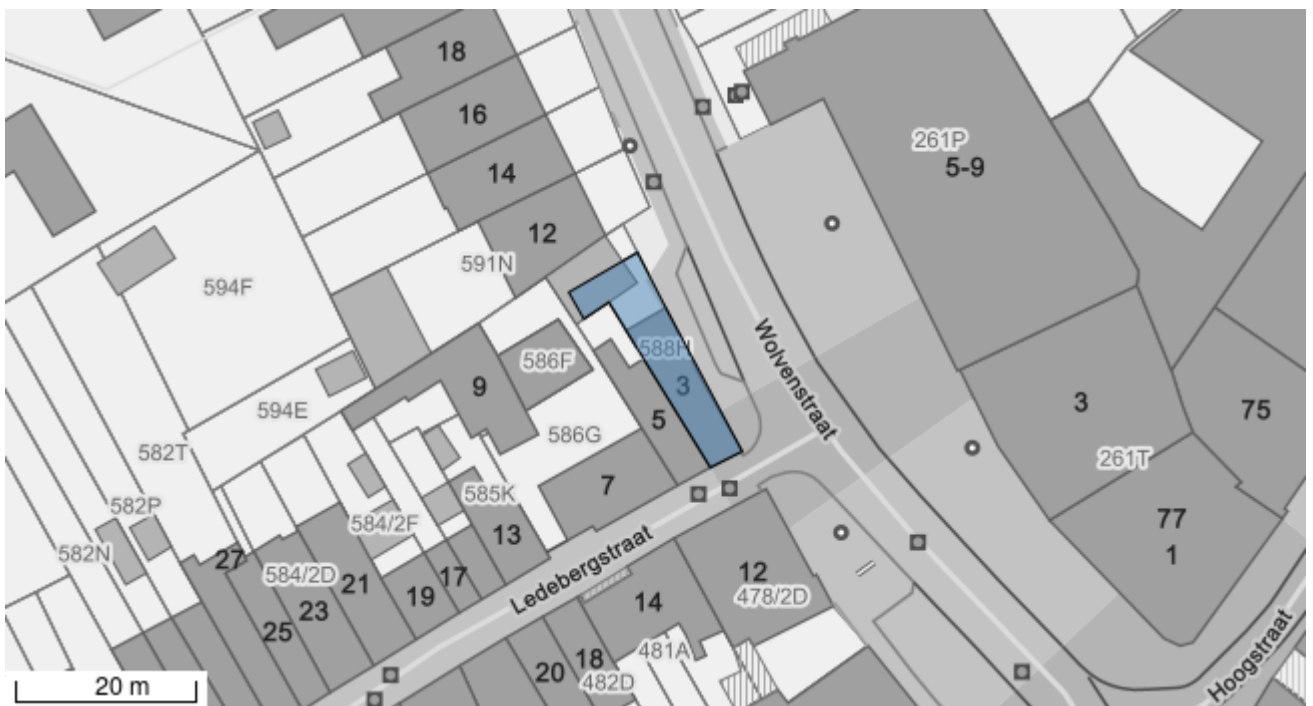 18
16
261P
5-9
14
12
591N
594F
588H
586F
Wolvenstraat
9
3
3
75
594E
5
586G
261T
582T
7
585K
582P
584/2F
13
77
582N
27
Ledebergstraat
1
584/2D
21
17
12
19
23
14
478/2D
25
481A
Hoogstraat
20
18
482D
20 m